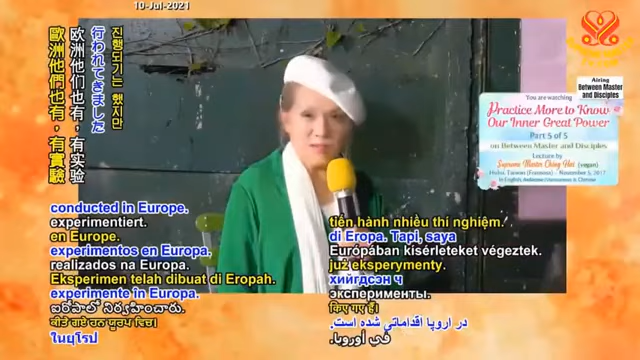 10-Jul-2021
Airing
Between Master
and Disciples
You are watching
Practice More to Know
Our Inner Great Power
Part 5 of 5
on Between Master and Disciples
Lecture by
Supreme Master Ching Hai (vegan)
진행되기는 했지만
行われてきました
欧洲他们也有，有实验
歐洲他們也有，有實驗
conducted in Europe.
experimentiert.
en Europe.
experimentos en Europa.
realizados na Europa.
Eksperimen telah dibuat di Eropah.
experimente în Europa.
ఐరోపాలో నిర్వహించారు.
ਕੀਤੇ ਗਏ ਹਨ ਯੂਰਪ ਵਿਚ।
ในยุโรป
tiến hành nhiều thí nghiệm.
di Eropa. Tapi, saya
Európában kísérleteket végeztek.
już eksperymenty.
хийгдсэн ч
эксперименты.
किए गए हैं।
در اروپا اقداماتی شده است.
في أوروبا.